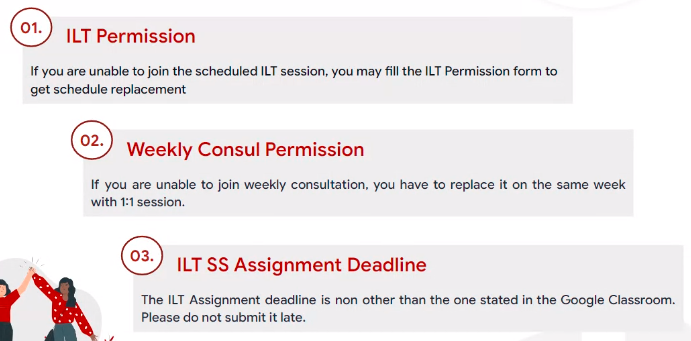 01.
ILT Permission
If you are unable to join the scheduled ILT session, you may fill the ILT Permission form to
get schedule replacement
02.
Weekly Consul Permission
If you are unable to join weekly consultation, you have to replace it on the same week
with 1:1 session.
03.
ILT SS Assignment Deadline
The ILT Assignment deadline is non other than the one stated in the Google Classroom.
Please do not submit it late.